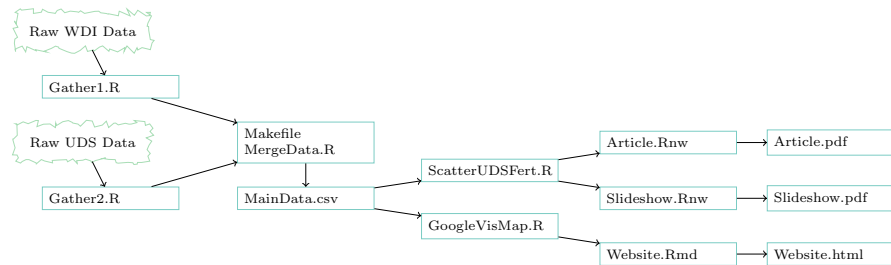 Raw WDI Data
Gather1.R
Raw UDS Data
Gather2.R
Makefile
MergeData.R
MainData.csv
ScatterUDSFert.R
GoogleVisMap.R
Article.Rnw
Slideshow.Rnw
Website.Rmd
Article.pdf
Slideshow.pdf
Website.html